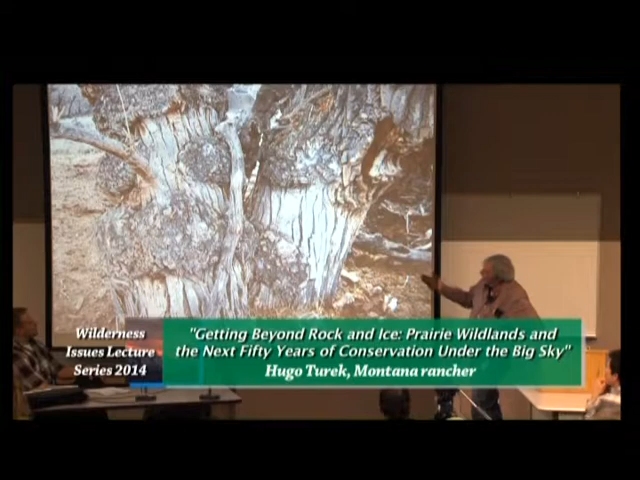 Wilderness
Issues Lecture
Series 2014
"Getting Beyond Rock and Ice: Prairie Wildlands and
the Next Fifty Years of Conservation Under the Big Sky"
Hugo Turek, Montana rancher